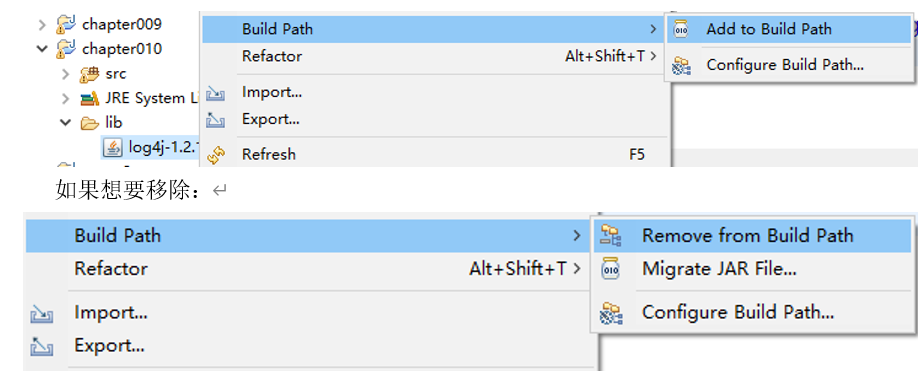 chapter009
Build Path
Add to Build Path
chapter010
Refactor Alt+Shift+T
Configure Build Path...
src
JRE System Li
Import...
lib
Export...
log4j-1.2.
Refresh F5
如果想要移除：↵
Build Path
Remove from Build Path
Refactor Alt+Shift+T
Migrate JAR File...
Import...
Configure Build Path...
Export...